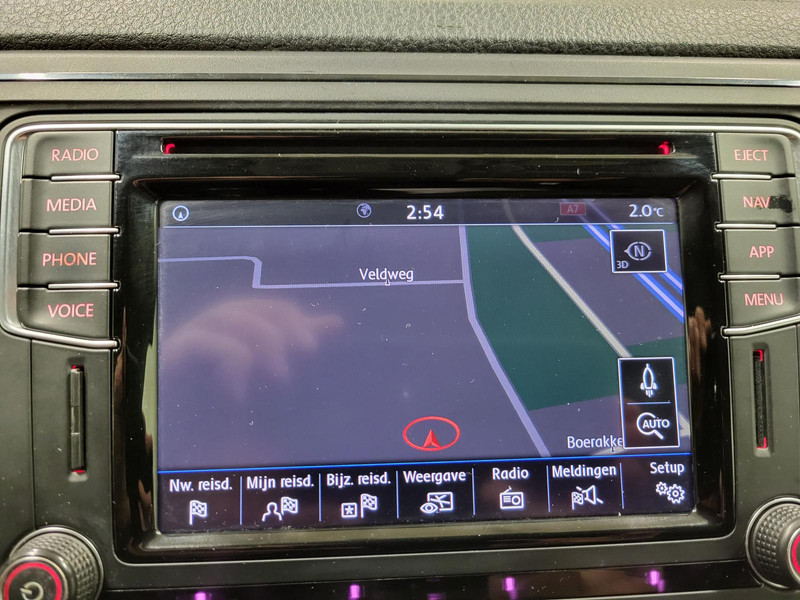 RADIO
MEDIA
PHONE
VOICE
EJECT
NAV
APP
MENU
2:54
A7
2.0°C
N
3D
Veldweg
AUTO
Boerakke
Nw. reisd.
Mijn reisd.
Bijz. reisd.
Weergave
Radio
Meldingen
Setup